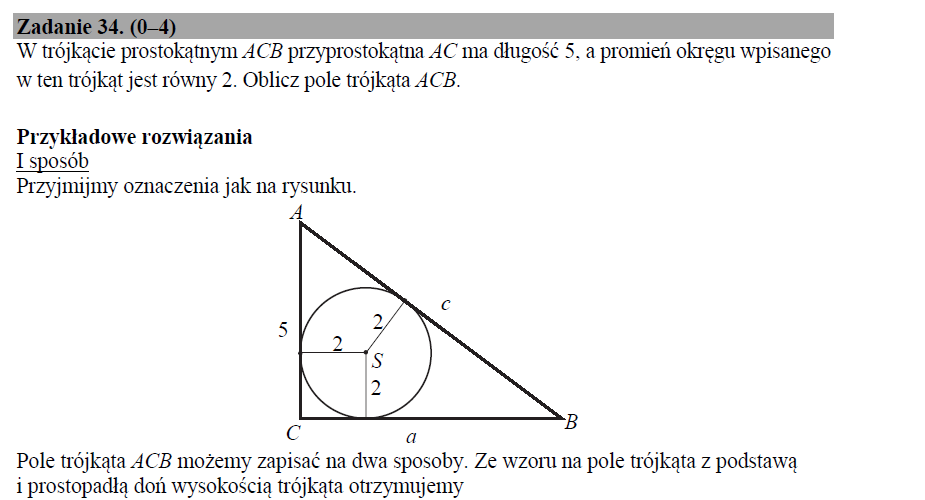 Zadanie 34. (0–4)
W trójkącie prostokątnym ACB przyprostokątna AC ma długość 5, a promień okręgu wpisanego
w ten trójkąt jest równy 2. Oblicz pole trójkąta ACB.
Przykładowe rozwiązania
I sposób
Przyjmijmy oznaczenia jak na rysunku.
A
c
5
2
2
S
2
C
a
B
Pole trójkąta ACB możemy zapisać na dwa sposoby. Ze wzoru na pole trójkąta z podstawą
i prostopadłą doń wysokością trójkąta otrzymujemy